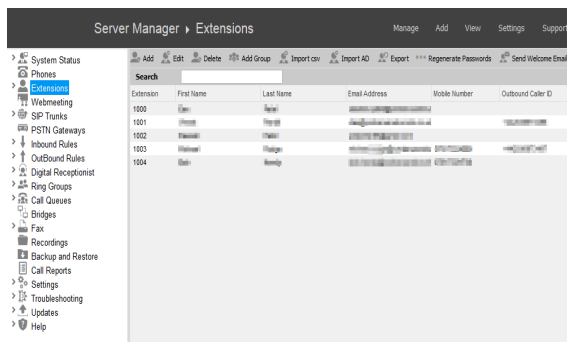 Server Manager ▸ Extensions Manage Add View Settings Support
Add Edit Delete Add Group Import csv Import AD Export Regenerate Passwords Send Welcome Email
Search
Extension First Name Last Name Email Address Mobile Number Outbound Caller ID
1000
1001
1002
1003
1004
System Status
Phones
Extensions
Webmeeting
SIP Trunks
PSTN Gateways
Inbound Rules
OutBound Rules
Digital Receptionist
Ring Groups
Call Queues
Bridges
Fax
Recordings
Backup and Restore
Call Reports
Settings
Troubleshooting
Updates
Help